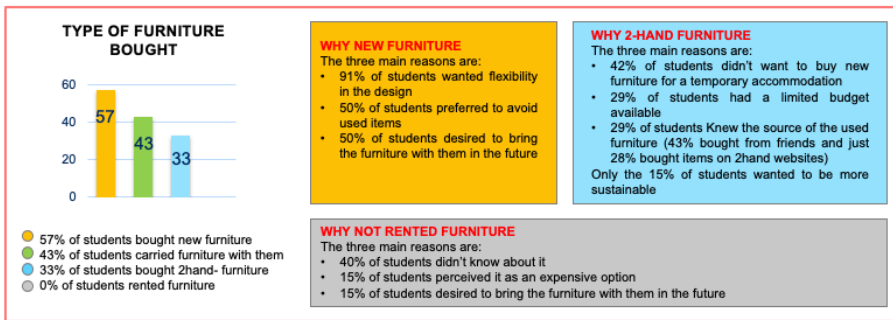 TYPE OF FURNITURE
BOUGHT
60
40
20
0
57
43
33
57% of students bought new furniture
43% of students carried furniture with them
33% of students bought 2hand- furniture
0% of students rented furniture
WHY NEW FURNITURE
The three main reasons are:
• 91% of students wanted flexibility
in the design
• 50% of students preferred to avoid
used items
• 50% of students desired to bring
the furniture with them in the future
WHY 2-HAND FURNITURE
The three main reasons are:
• 42% of students didn't want to buy new
furniture for a temporary accommodation
• 29% of students had a limited budget
available
• 29% of students Knew the source of the used
furniture (43% bought from friends and just
28% bought items on 2hand websites)
Only the 15% of students wanted to be more
sustainable
WHY NOT RENTED FURNITURE
The three main reasons are:
• 40% of students didn't know about it
• 15% of students perceived it as an expensive option
• 15% of students desired to bring the furniture with them in the future